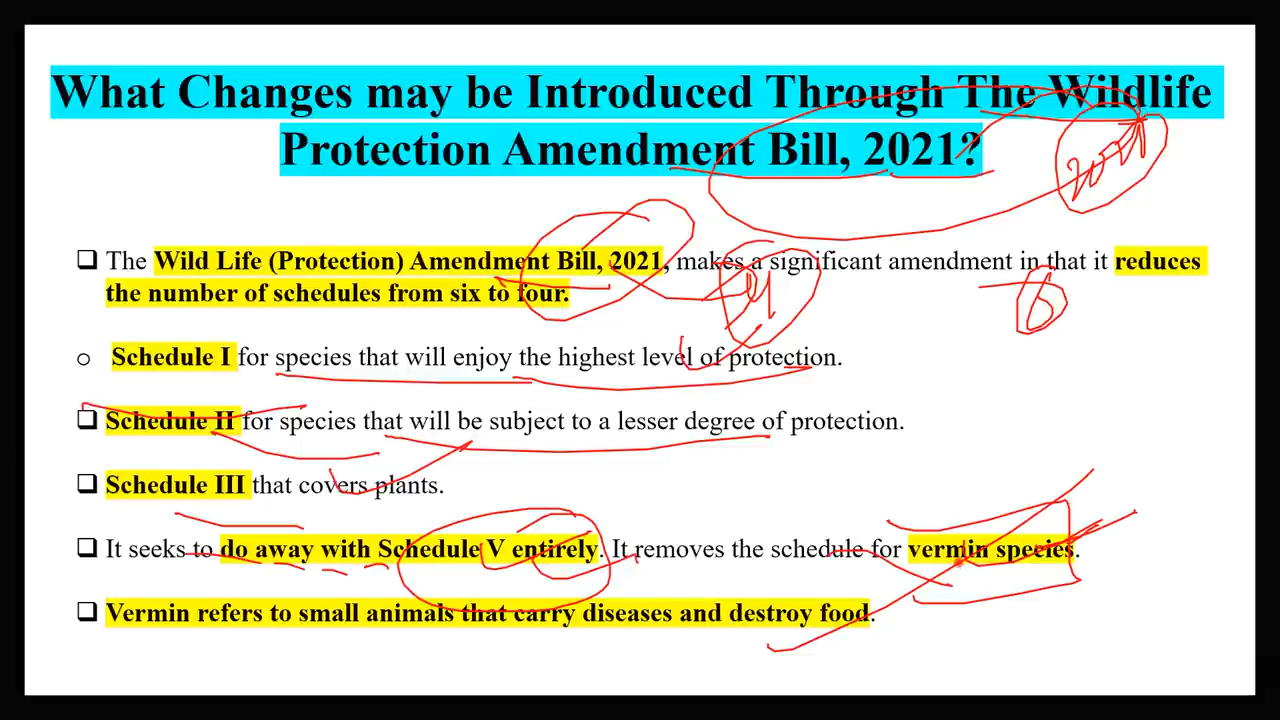 What Changes may be Introduced Through The Wildlife
Protection Amendment Bill, 2021?
The Wild Life (Protection) Amendment Bill, 2021, makes a significant amendment in that it reduces
the number of schedules from six to four.
Schedule I for species that will enjoy the highest level of protection.
Schedule II for species that will be subject to a lesser degree of protection.
Schedule III that covers plants.
It seeks to do away with Schedule V entirely. It removes the schedule for vermin species.
Vermin refers to small animals that carry diseases and destroy food.